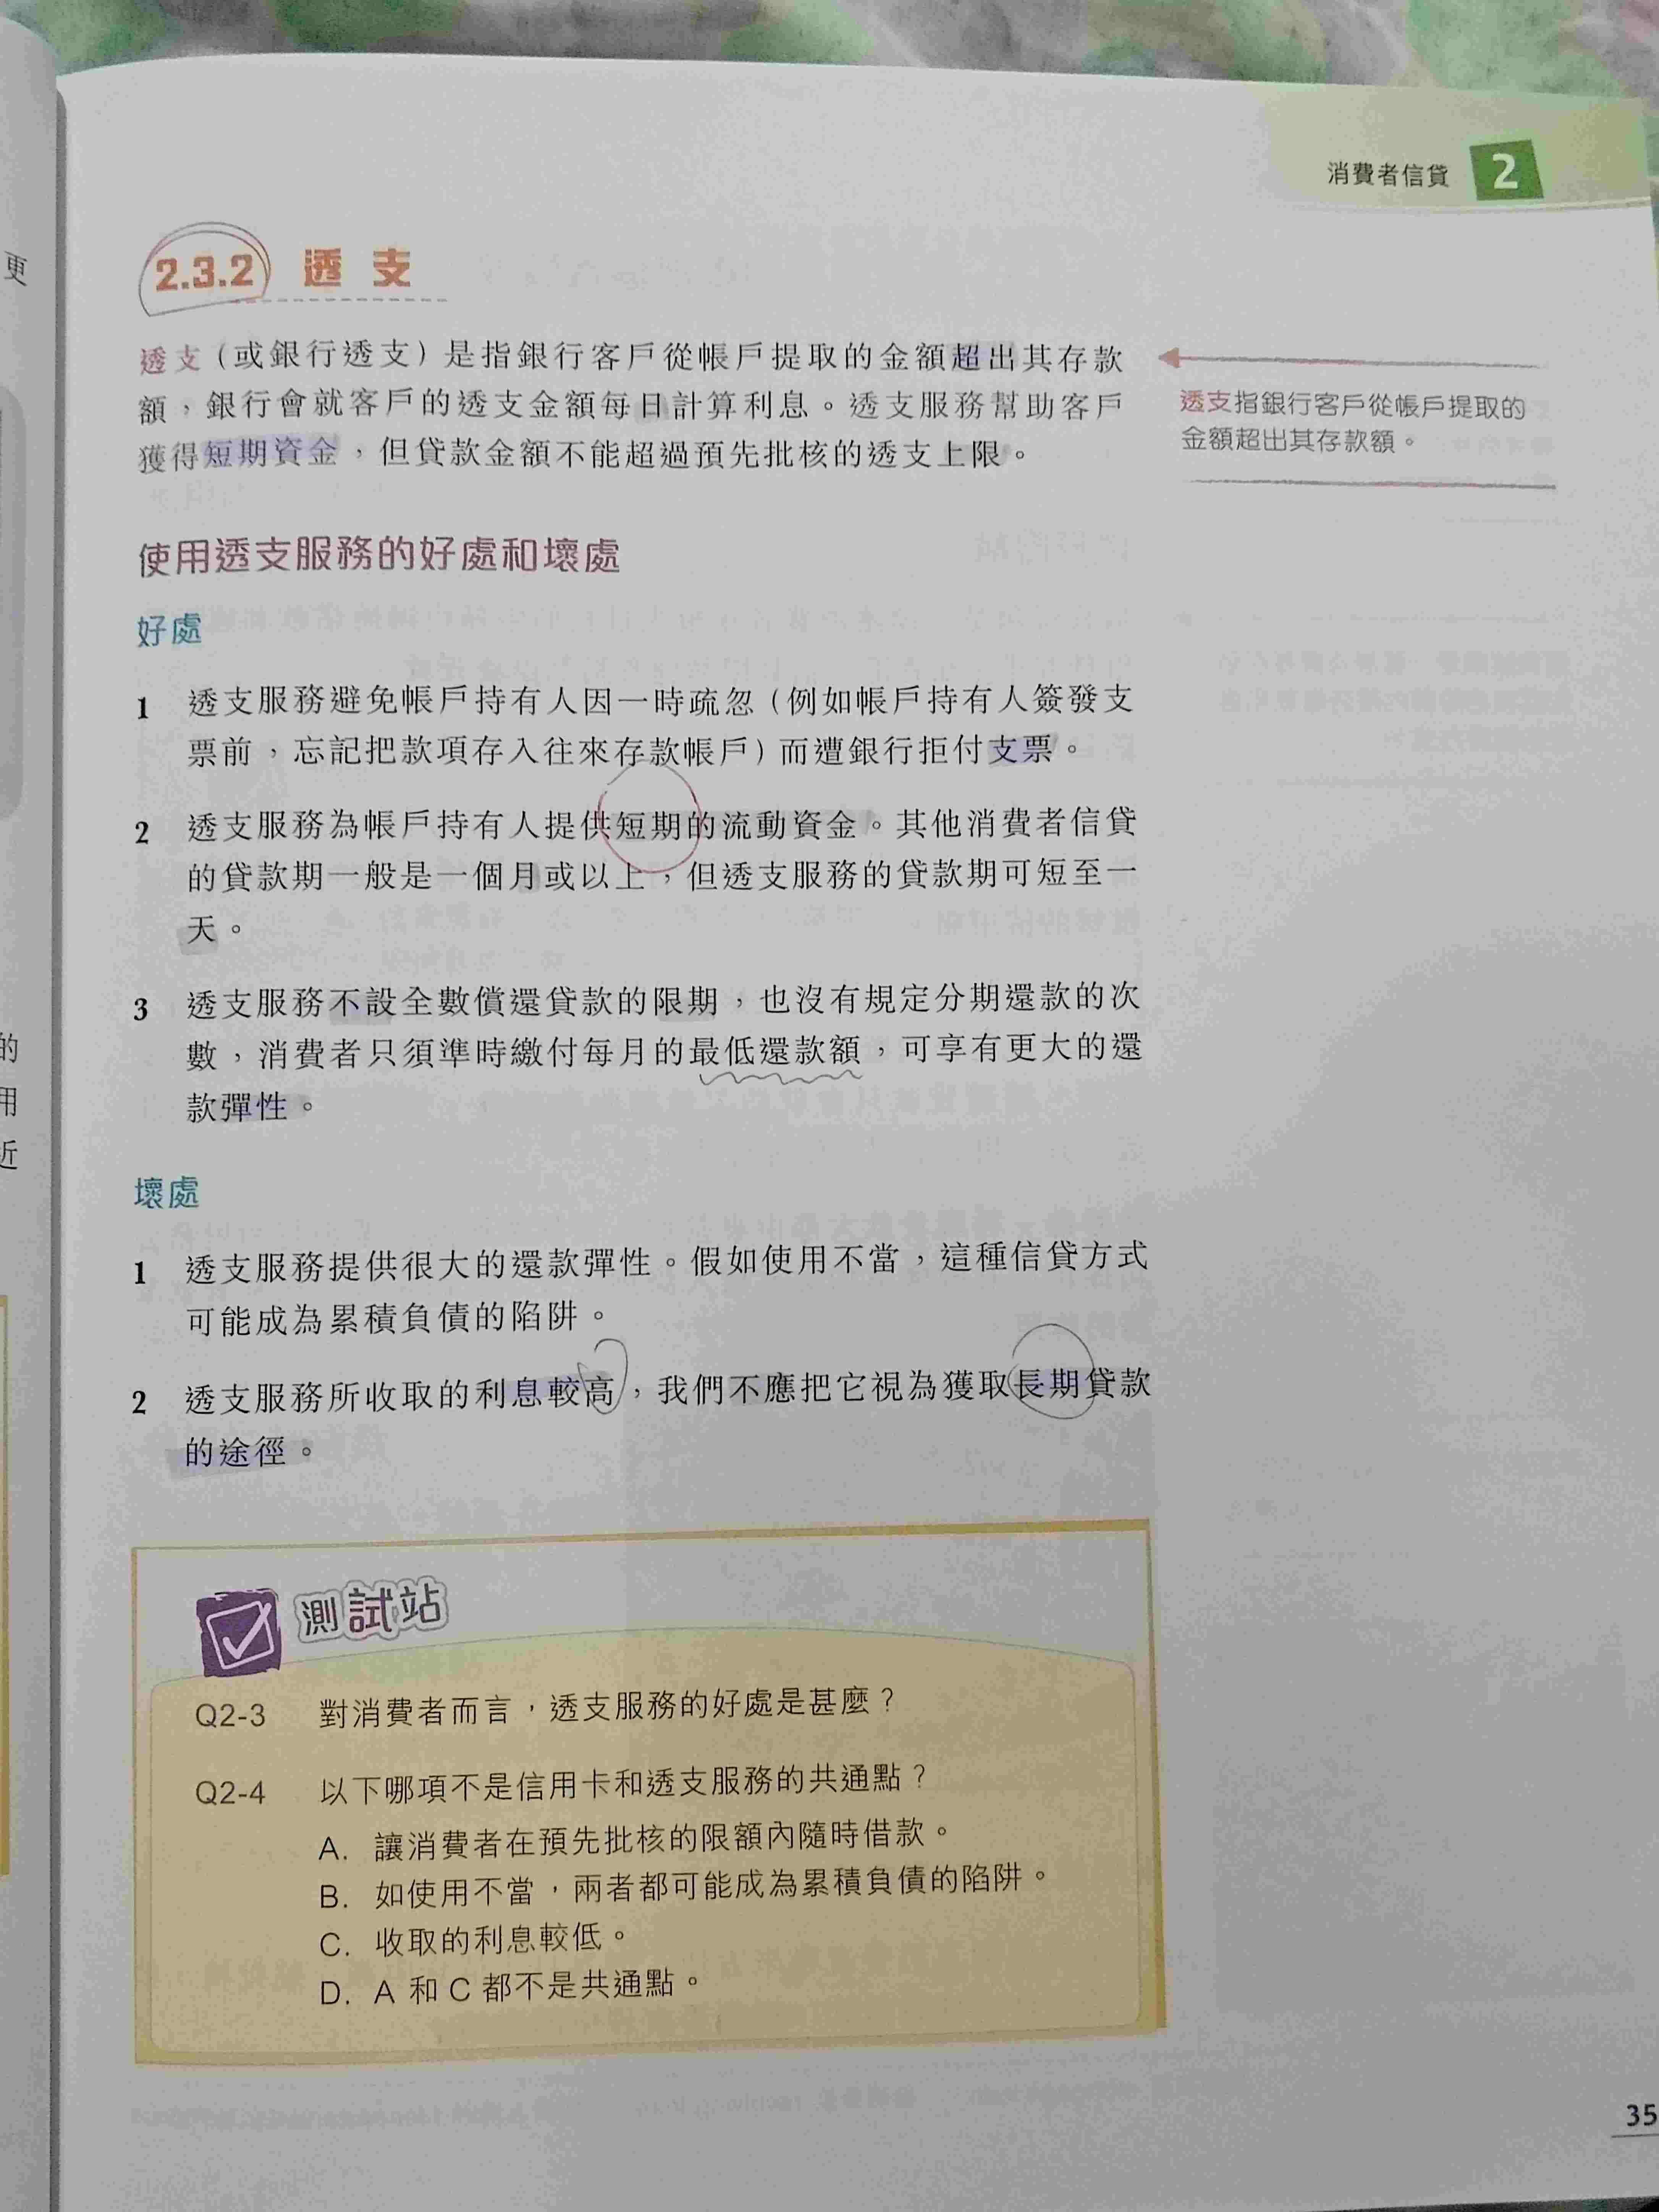 更
的
用
近
消費者信貸 2
2.3.2 透支
透支（或銀行透支）是指銀行客戶從帳戶提取的金額超出其存款
額，銀行會就客戶的透支金額每日計算利息。透支服務幫助客戶
獲得短期資金，但貸款金額不能超過預先批核的透支上限。
透支指銀行客戶從帳戶提取的
金額超出其存款額。
使用透支服務的好處和壞處
好處
1 透支服務避免帳戶持有人因一時疏忽（例如帳戶持有人簽發支
票前，忘記把款項存入往來存款帳戶）而遭銀行拒付支票。
2 透支服務為帳戶持有人提供短期的流動資金。其他消費者信貸
的貸款期一般是一個月或以上，但透支服務的貸款期可短至一
天。
3 透支服務不設全數償還貸款的限期，也沒有規定分期還款的次
數，消費者只須準時繳付每月的最低還款額，可享有更大的還
款彈性。
壞處
1 透支服務提供很大的還款彈性。假如使用不當，這種信貸方式
可能成為累積負債的陷阱。
2 透支服務所收取的利息較高，我們不應把它視為獲取長期貸款
的途徑。
測試站
Q2-3 對消費者而言，透支服務的好處是甚麼？
Q2-4 以下哪項不是信用卡和透支服務的共通點？
A. 讓消費者在預先批核的限額內隨時借款。
B. 如使用不當，兩者都可能成為累積負債的陷阱。
C. 收取的利息較低。
D. A 和 C 都不是共通點。
35